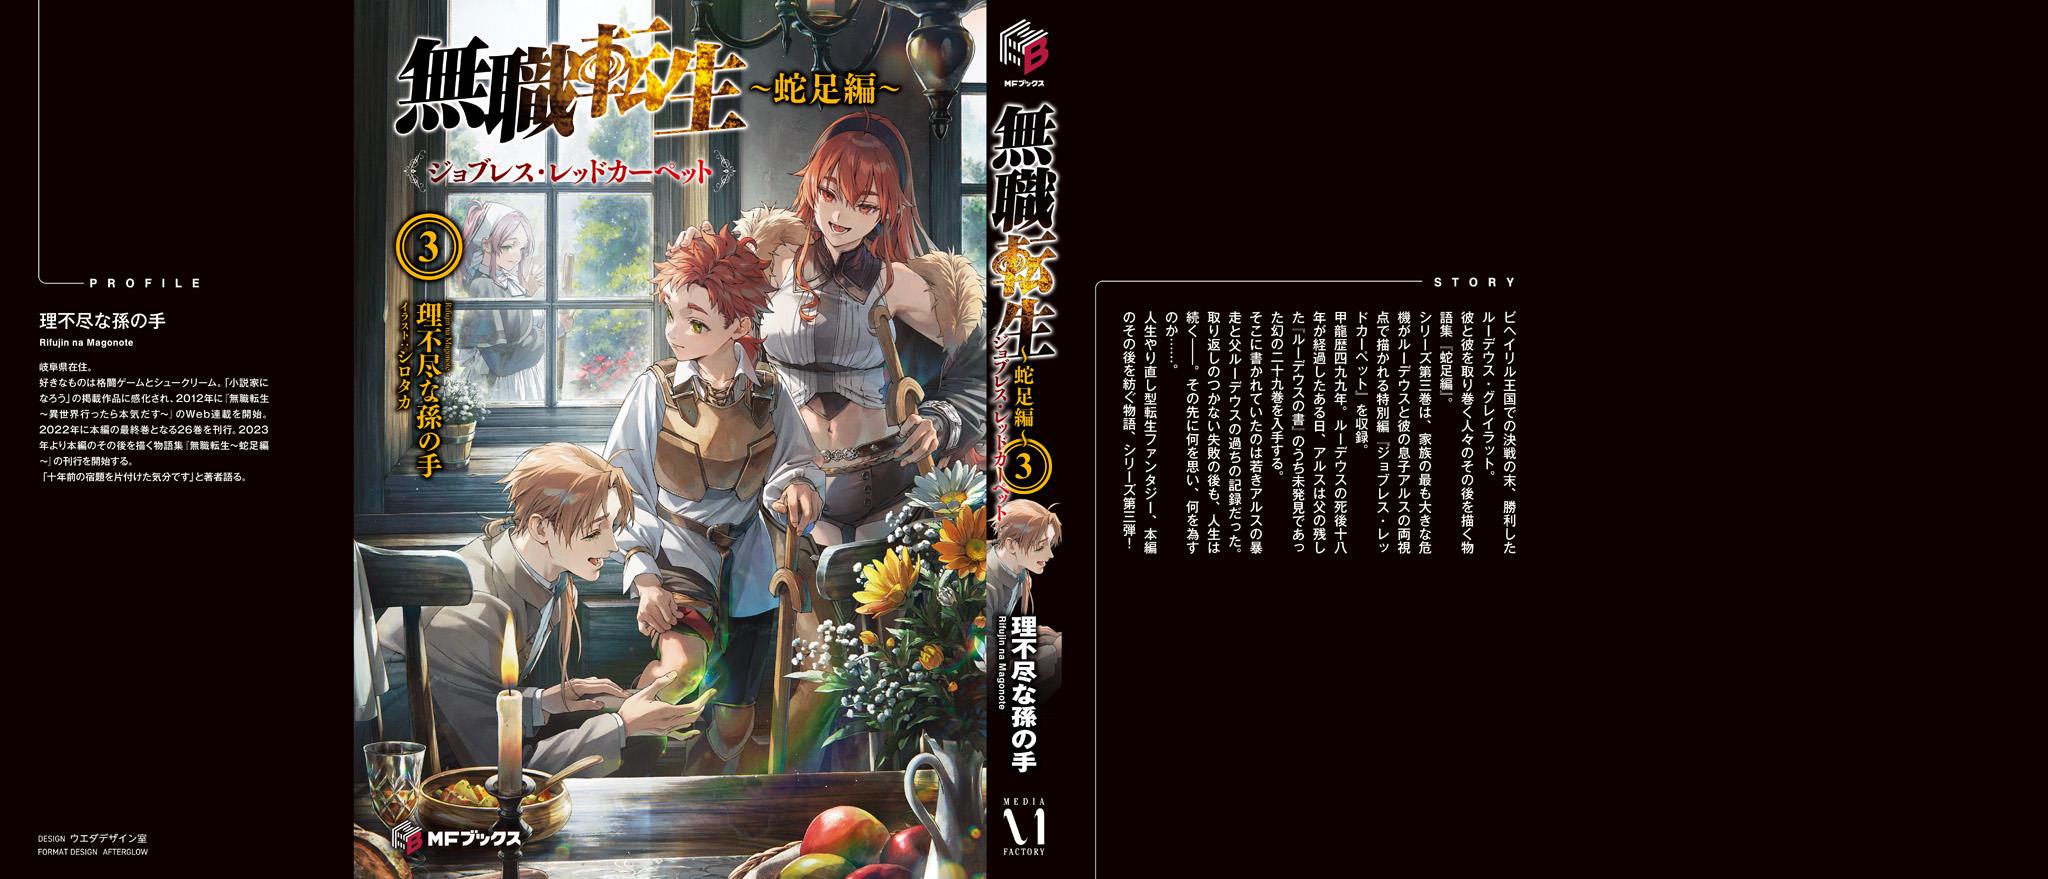 PROFILE
理不尽な孫の手
Rifujin na Magonote
岐阜県在住。
好きなものは格闘ゲームとシュークリーム。「小説家に
なろう」の掲載作品に感化され、2012年に『無職転生
～異世界行ったら本気だす～』のWeb連載を開始。
2022年に本編の最終巻となる26巻を刊行。2023
年より本編のその後を描く物語集『無職転生～蛇足編
～』の刊行を開始する。
「十年前の宿題を片付けた気分です」と著者語る。
DESIGN ウエダデザイン室
FORMAT DESIGN AFTERGLOW
無職転生
～蛇足編～
ジョブレス・レッドカーペット
3
理不尽な孫の手
Rifujin na Magonote
イラスト：シロタカ
B MFブックス
B
MFブックス
無職転生
～蛇足編～
ジョブレス・レッドカーペット
3
理不尽な孫の手
Rifujin na Magonote
MEDIA
FACTORY
STORY
ビヘイリル王国での決戦の末、勝利した
ルーデウス・グレイラット。
彼と彼を取り巻く人々のその後を描く物
語集『蛇足編』。
シリーズ第三巻は、家族の最も大きな危
機がルーデウスと彼の息子アルスの両視
点で描かれる特別編『ジョブレス・レッ
ドカーペット』を収録。
甲龍歴四九九年。ルーデウスの死後十八
年が経過したある日、アルスは父の残し
た『ルーデウスの書』のうち未発見であっ
た幻の二十九巻を入手する。
そこに書かれていたのは若きアルスの暴
走と父ルーデウスの過ちの記録だった。
取り返しのつかない失敗の後も、人生は
続く――。その先に何を思い、何を為す
のか……。
人生やり直し型転生ファンタジー、本編
のその後を紡ぐ物語、シリーズ第三弾！